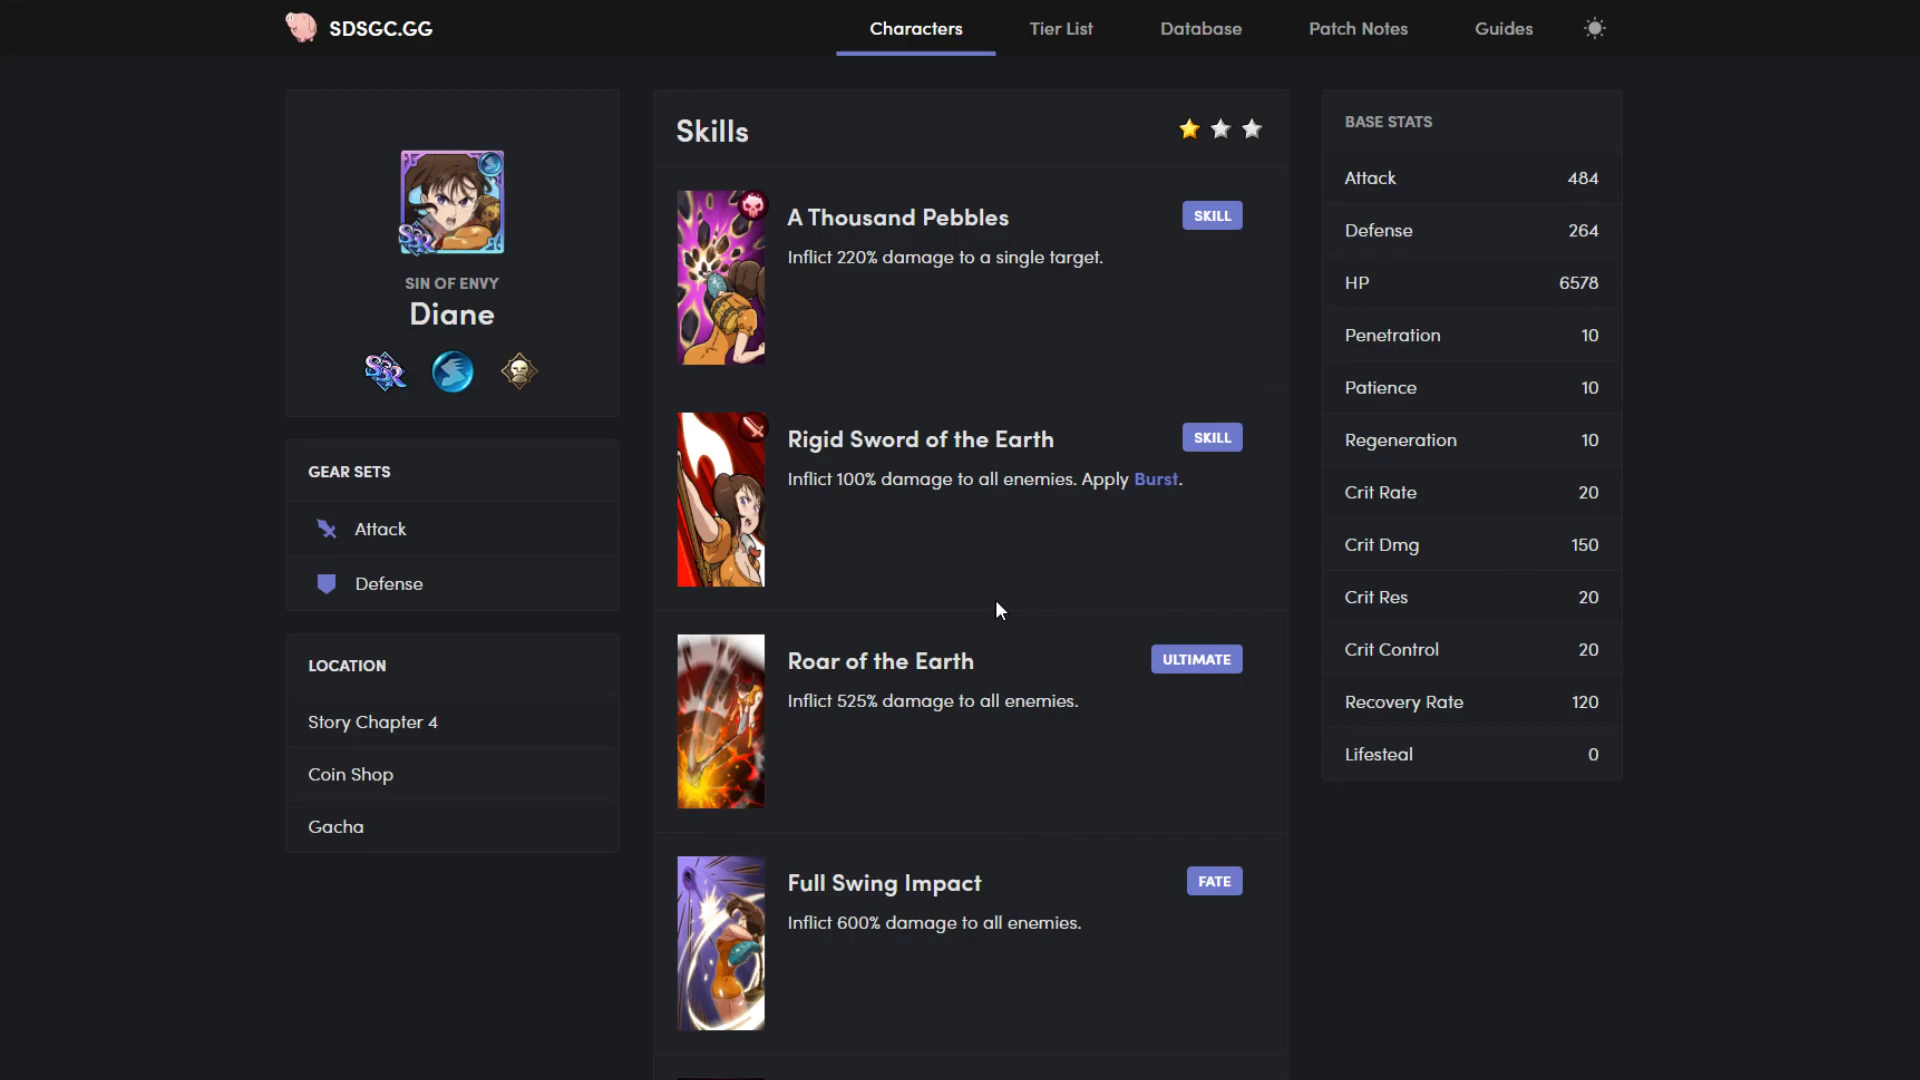 SDSGC.GG
Characters
Tier List
Database
Patch Notes
Guides
SSR
SIN OF ENVY
Diane
SSR
GEAR SETS
Attack
Defense
LOCATION
Story Chapter 4
Coin Shop
Gacha
Skills
A Thousand Pebbles
SKILL
Inflict 220% damage to a single target.
Rigid Sword of the Earth
SKILL
Inflict 100% damage to all enemies. Apply Burst.
Roar of the Earth
ULTIMATE
Inflict 525% damage to all enemies.
Full Swing Impact
FATE
Inflict 600% damage to all enemies.
BASE STATS
Attack 484
Defense 264
HP 6578
Penetration 10
Patience 10
Regeneration 10
Crit Rate 20
Crit Dmg 150
Crit Res 20
Crit Control 20
Recovery Rate 120
Lifesteal 0